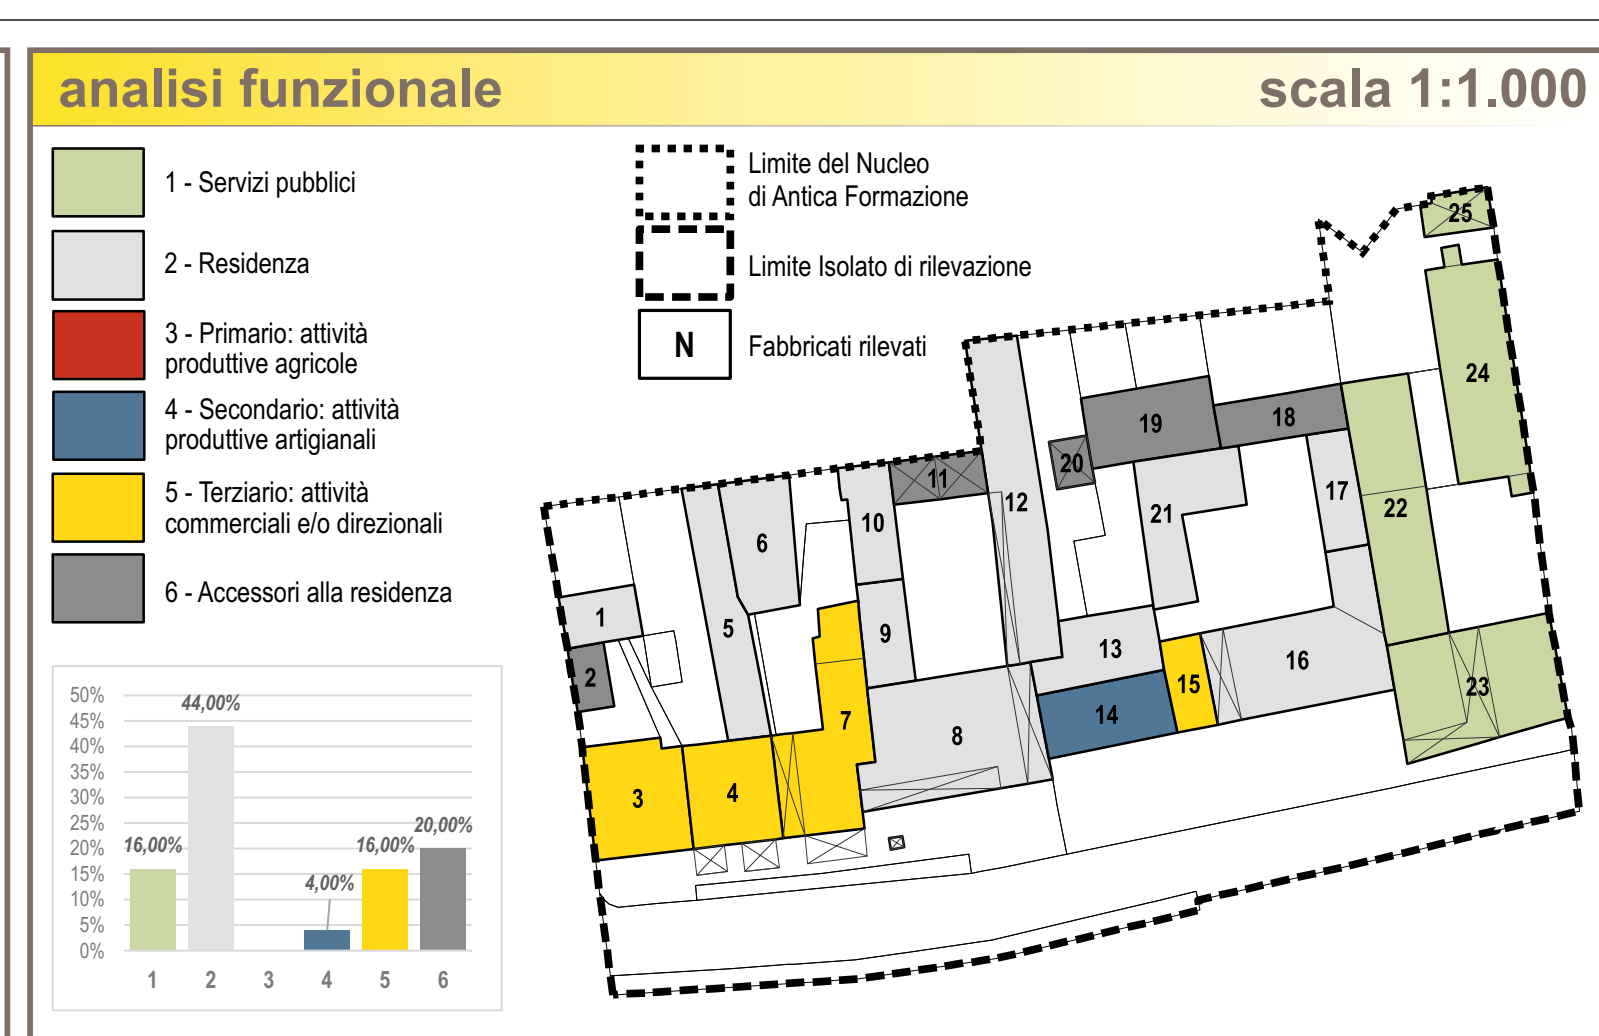 analisi funzionale
scala 1:1.000
1 - Servizi pubblici
2 - Residenza
3 - Primario: attività
produttive agricole
4 - Secondario: attività
produttive artigianali
5 - Terziario: attività
commerciali e/o direzionali
6 - Accessori alla residenza
Limite del Nucleo
di Antica Formazione
Limite Isolato di rilevazione
N
Fabbricati rilevati
50%
45%
40%
35%
30%
25%
20%
15%
10%
5%
0%
16,00%
44,00%
4,00%
16,00%
20,00%
1 2 3 4 5 6
1
2
3
4
5
6
7
8
9
10
11
12
13
14
15
16
17
18
19
20
21
22
23
24
25